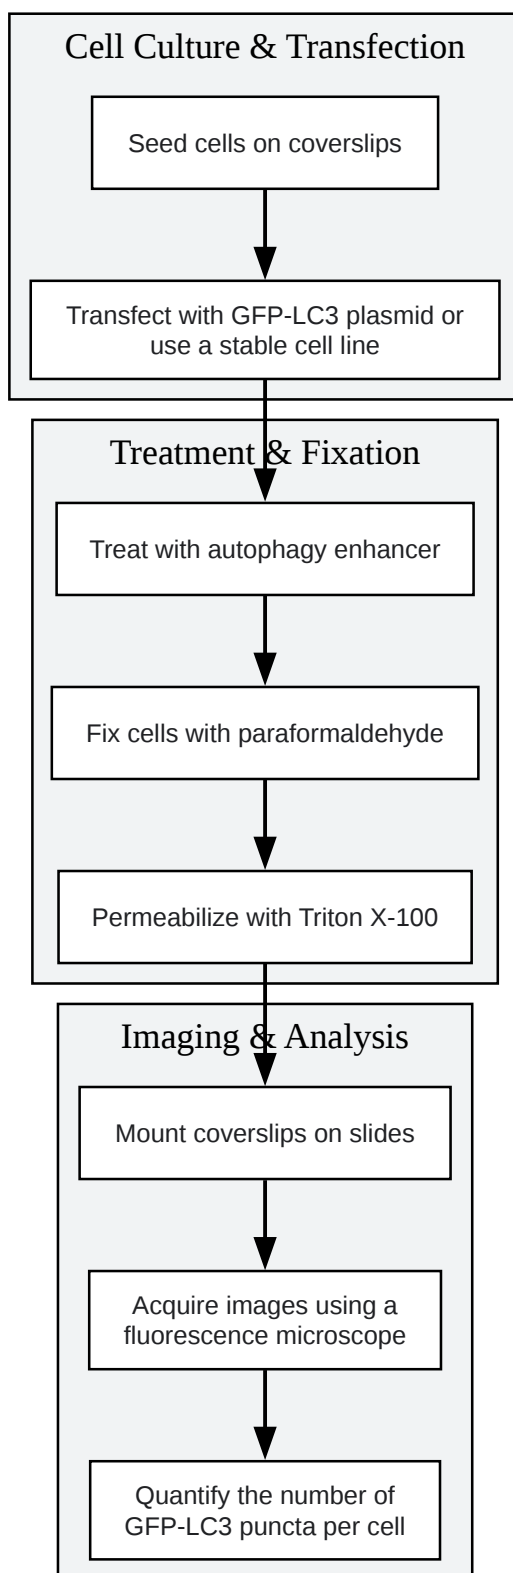 Cell Culture & Transfection
Seed cells on coverslips
Transfect with GFP-LC3 plasmid or
use a stable cell line
Treatment & Fixation
Treat with autophagy enhancer
Fix cells with paraformaldehyde
Permeabilize with Triton X-100
Imaging & Analysis
Mount coverslips on slides
Acquire images using a
fluorescence microscope
Quantify the number of
GFP-LC3 puncta per cell